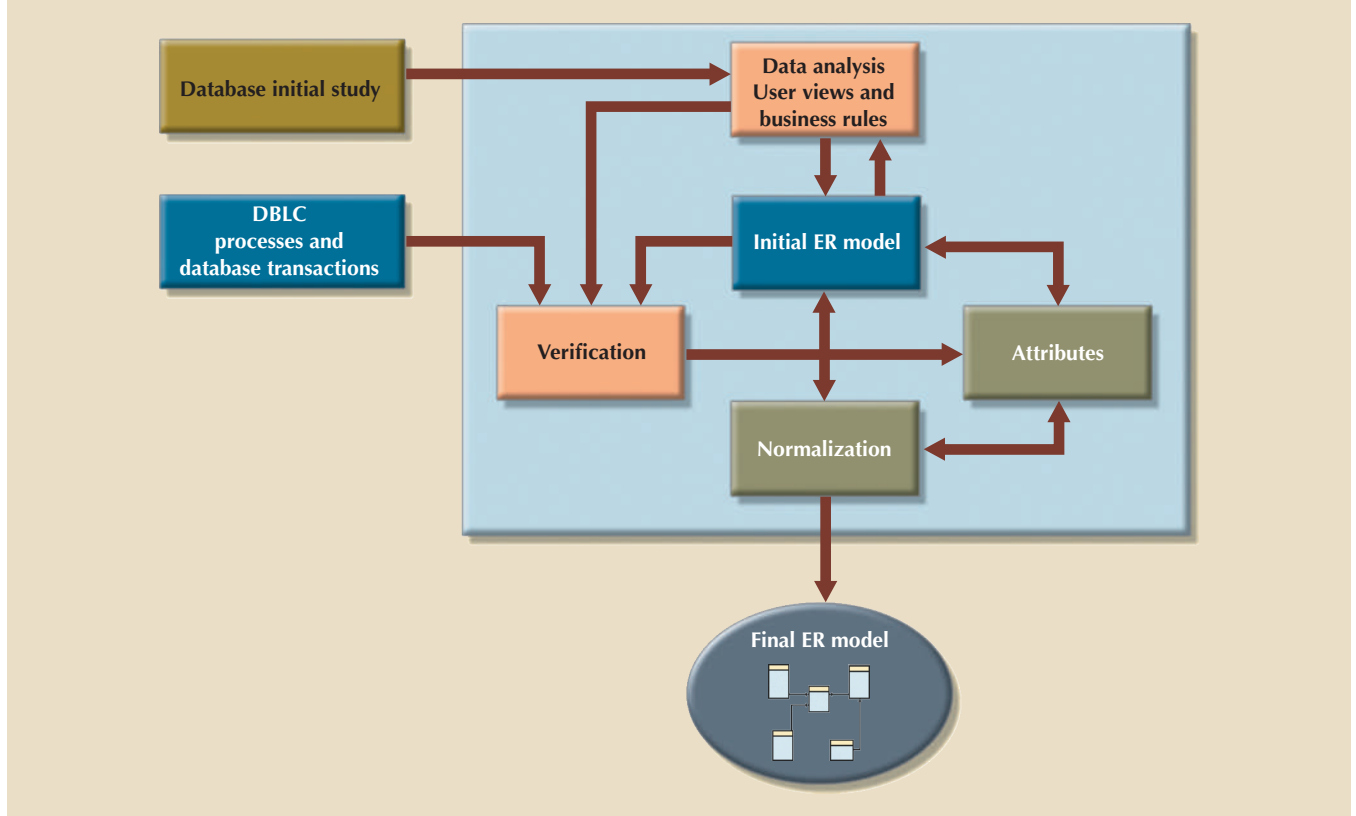 Database initial study
Data analysis
User views and
business rules
DBLC
processes and
database transactions
Initial ER model
Verification
Attributes
Normalization
Final ER model